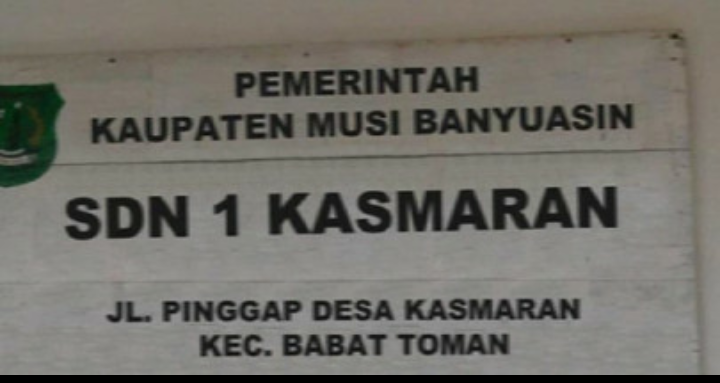 PEMERINTAH
KAUPATEN MUSI BANYUASIN
SDN 1 KASMARAN
JL. PINGGAP DESA KASMARAN
KEC. BABAT TOMAN